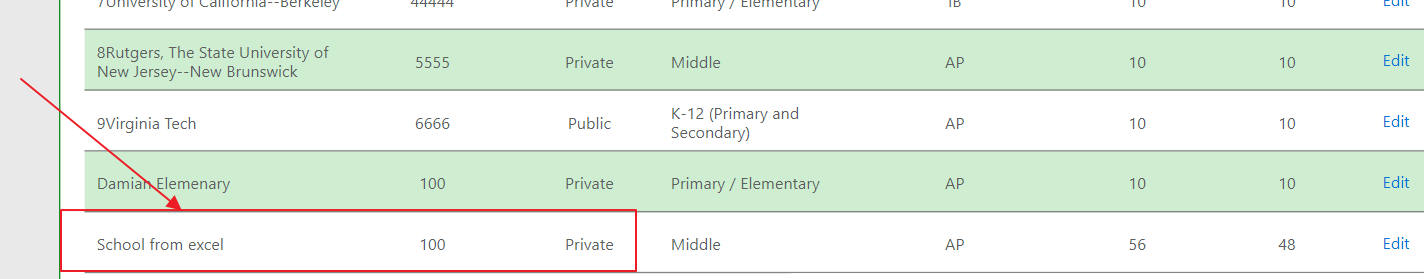 7University of California--Berkeley 44444 Private Primary / Elementary IB 10 10 Edit
8Rutgers, The State University of
New Jersey--New Brunswick 5555 Private Middle AP 10 10 Edit
9Virginia Tech 6666 Public K-12 (Primary and
Secondary) AP 10 10 Edit
Damian Elemenary 100 Private Primary / Elementary AP 10 10 Edit
School from excel 100 Private Middle AP 56 48 Edit